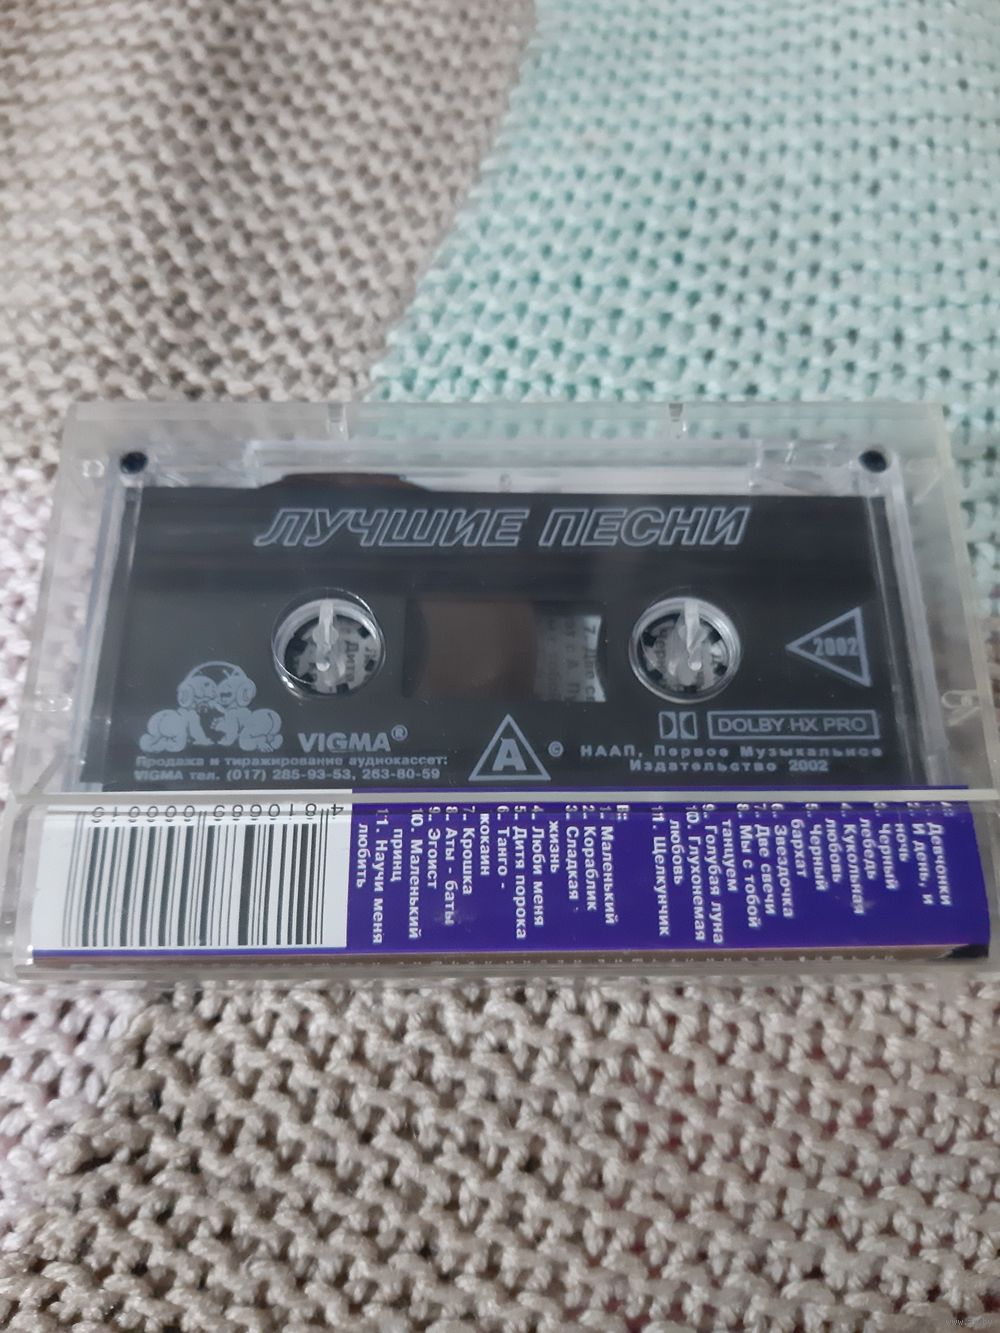 ЛУЧШИЕ ПЕСНИ
2002
VIGMA®
Продажа и тиражирование аудиокассет:
VIGMA тел. (017) 285-93-53, 263-80-59
A
© НААП, Первое Музыкальное
Издательство 2002
DOLBY HX PRO
A:
1. Девчонки
2. И день, и
ночь
3. Черный
лебедь
4. Кукольная
любовь
5. Черный
бархат
6. Звездочка
7. Две свечи
8. Мы с тобой
танцуем
9. Голубая луна
10. Глухонемая
любовь
11. Щелкунчик
B:
1. Маленький
2. Кораблик
3. Сладкая
жизнь
4. Люби меня
5. Дитя порока
6. Танго -
кокаин
7. Крошка
8. Аты - баты
9. Эгоист
10. Маленький
принц
11. Научи меня
любить